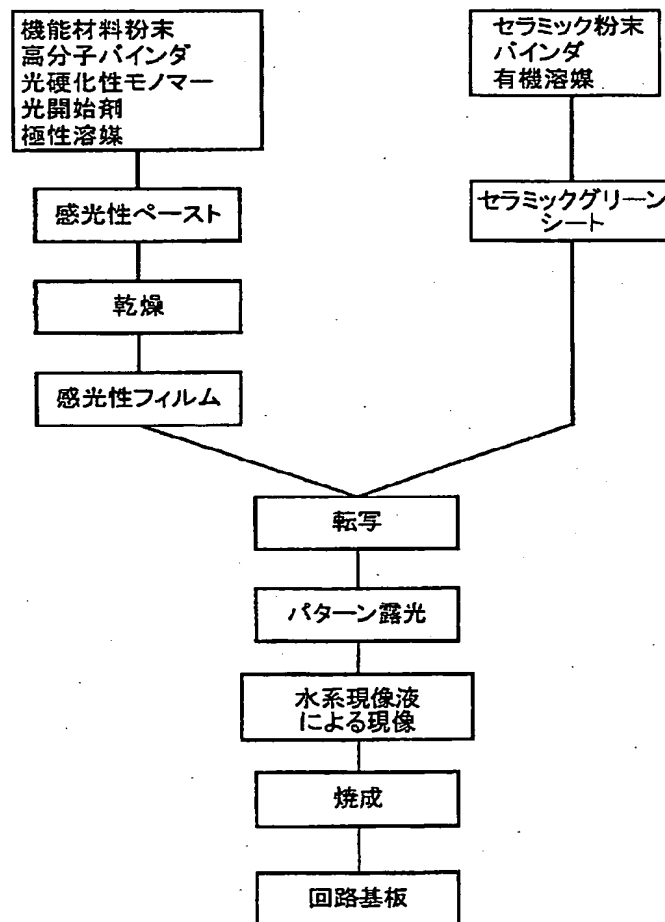 機能材料粉末
高分子バインダ
光硬化性モノマー
光開始剤
極性溶媒
感光性ペースト
乾燥
感光性フィルム
セラミック粉末
バインダ
有機溶媒
セラミックグリーン
シート
転写
パターン露光
水系現像液
による現像
焼成
回路基板